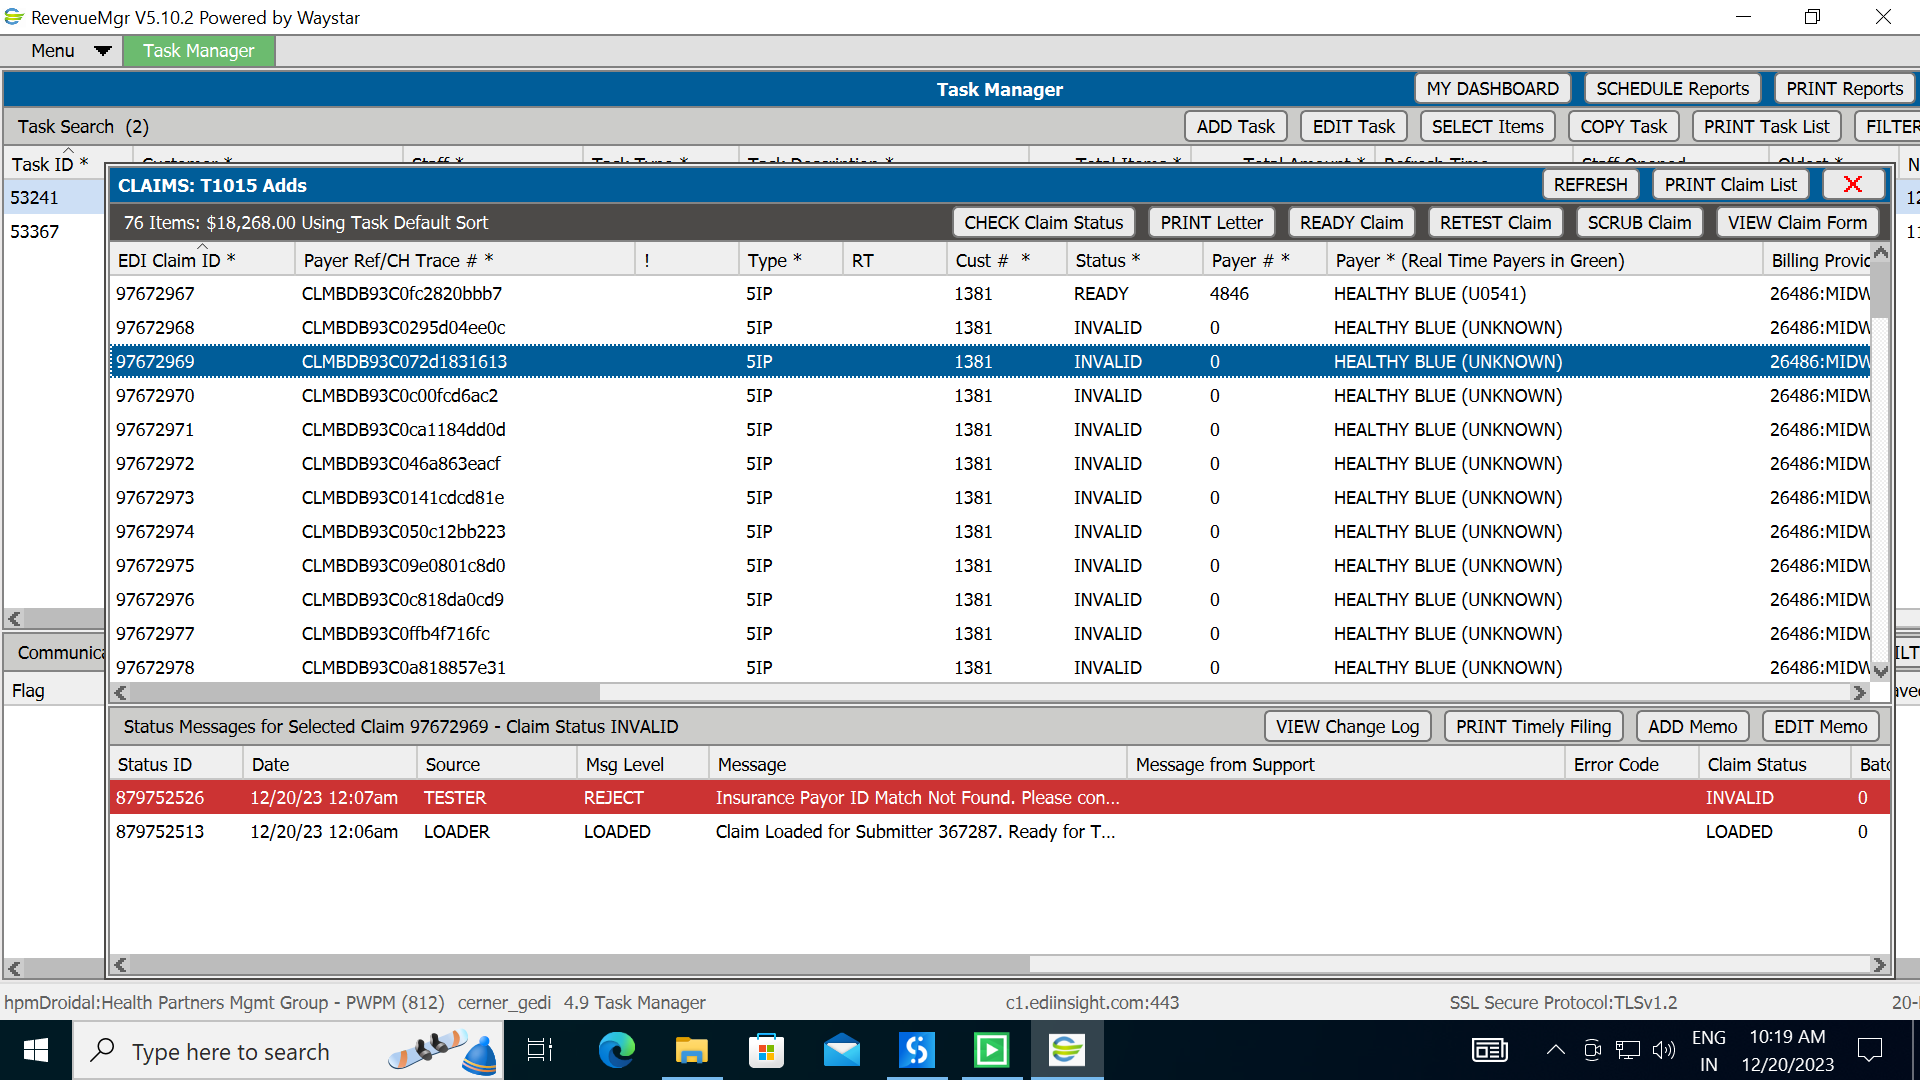 RevenueMgr V5.10.2 Powered by Waystar
Menu Task Manager
Task Manager MY DASHBOARD SCHEDULE Reports PRINT Reports
Task Search (2) ADD Task EDIT Task SELECT Items COPY Task PRINT Task List FILTER
Task ID * Customer * Staff * Task Type * Task Description * Total Items * Total Amount * Refresh Time Staff Opened Oldest * N
53241
53367
CLAIMS: T1015 Adds REFRESH PRINT Claim List X
76 Items: $18,268.00 Using Task Default Sort CHECK Claim Status PRINT Letter READY Claim RETEST Claim SCRUB Claim VIEW Claim Form
EDI Claim ID * Payer Ref/CH Trace # * ! Type * RT Cust # * Status * Payer # * Payer * (Real Time Payers in Green) Billing Provid
97672967 CLMBDB93C0fc2820bbb7 5IP 1381 READY 4846 HEALTHY BLUE (U0541) 26486:MIDW
97672968 CLMBDB93C0295d04ee0c 5IP 1381 INVALID 0 HEALTHY BLUE (UNKNOWN) 26486:MIDW
97672969 CLMBDB93C072d1831613 5IP 1381 INVALID 0 HEALTHY BLUE (UNKNOWN) 26486:MIDW
97672970 CLMBDB93C0c00fcd6ac2 5IP 1381 INVALID 0 HEALTHY BLUE (UNKNOWN) 26486:MIDW
97672971 CLMBDB93C0ca1184dd0d 5IP 1381 INVALID 0 HEALTHY BLUE (UNKNOWN) 26486:MIDW
97672972 CLMBDB93C046a863eacf 5IP 1381 INVALID 0 HEALTHY BLUE (UNKNOWN) 26486:MIDW
97672973 CLMBDB93C0141cdcd81e 5IP 1381 INVALID 0 HEALTHY BLUE (UNKNOWN) 26486:MIDW
97672974 CLMBDB93C050c12bb223 5IP 1381 INVALID 0 HEALTHY BLUE (UNKNOWN) 26486:MIDW
97672975 CLMBDB93C09e0801c8d0 5IP 1381 INVALID 0 HEALTHY BLUE (UNKNOWN) 26486:MIDW
97672976 CLMBDB93C0c818da0cd9 5IP 1381 INVALID 0 HEALTHY BLUE (UNKNOWN) 26486:MIDW
97672977 CLMBDB93C0ffb4f716fc 5IP 1381 INVALID 0 HEALTHY BLUE (UNKNOWN) 26486:MIDW
97672978 CLMBDB93C0a818857e31 5IP 1381 INVALID 0 HEALTHY BLUE (UNKNOWN) 26486:MIDW
Communica
Flag
Status Messages for Selected Claim 97672969 - Claim Status INVALID VIEW Change Log PRINT Timely Filing ADD Memo EDIT Memo
Status ID Date Source Msg Level Message Message from Support Error Code Claim Status Batc
879752526 12/20/23 12:07am TESTER REJECT Insurance Payor ID Match Not Found. Please con... INVALID 0
879752513 12/20/23 12:06am LOADER LOADED Claim Loaded for Submitter 367287. Ready for T... LOADED 0
hpmDroidal:Health Partners Mgmt Group - PWPM (812) cerner_gedi 4.9 Task Manager c1.ediinsight.com:443 SSL Secure Protocol:TLSv1.2 20-
Type here to search
ENG
IN
10:19 AM
12/20/2023